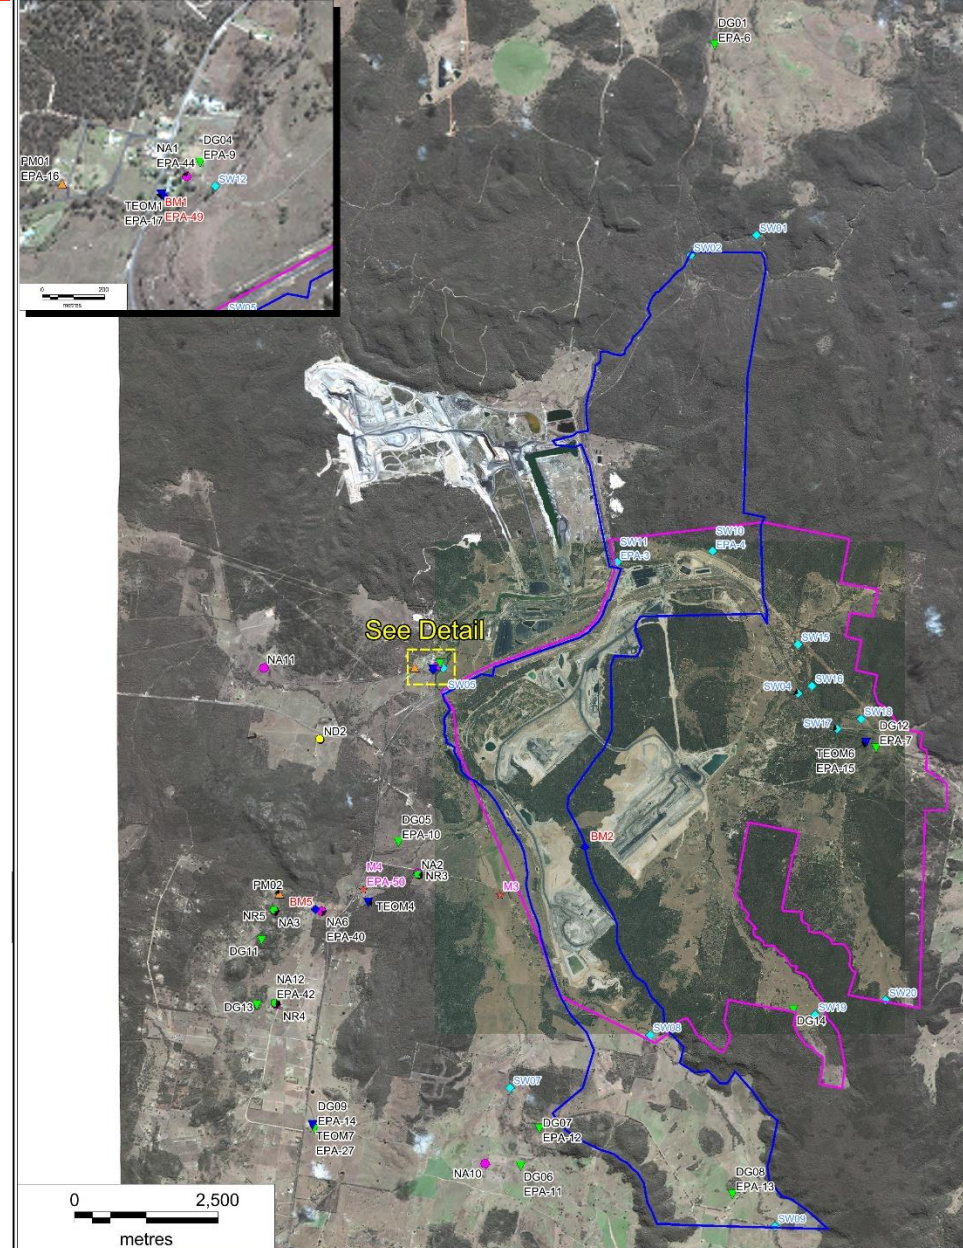 DG01
EPA-6
NA1
EPA-44
DG04
EPA-9
PM01
EPA-16
SW12
TEOM1
EPA-17
BM1
EPA-49
0
200
metres
SW05
SW01
SW02
SW11
EPA-3
SW10
EPA-4
See Detail
SW15
NA11
SW05
SW16
SW04
ND2
SW17
SW18
DG12
EPA-7
TEOM6
EPA-15
DG05
EPA-10
BM2
M4
EPA-50
NA2
NR3
PM02
BM5
TEOM4
M3
NR5
NA3
NA6
EPA-40
DG11
NA12
EPA-42
DG13
NR4
SW20
SW19
DG14
SW08
SW07
DG09
EPA-14
TEOM7
EPA-27
DG07
EPA-12
NA10
DG06
EPA-11
DG08
EPA-13
SW09
0
2,500
metres